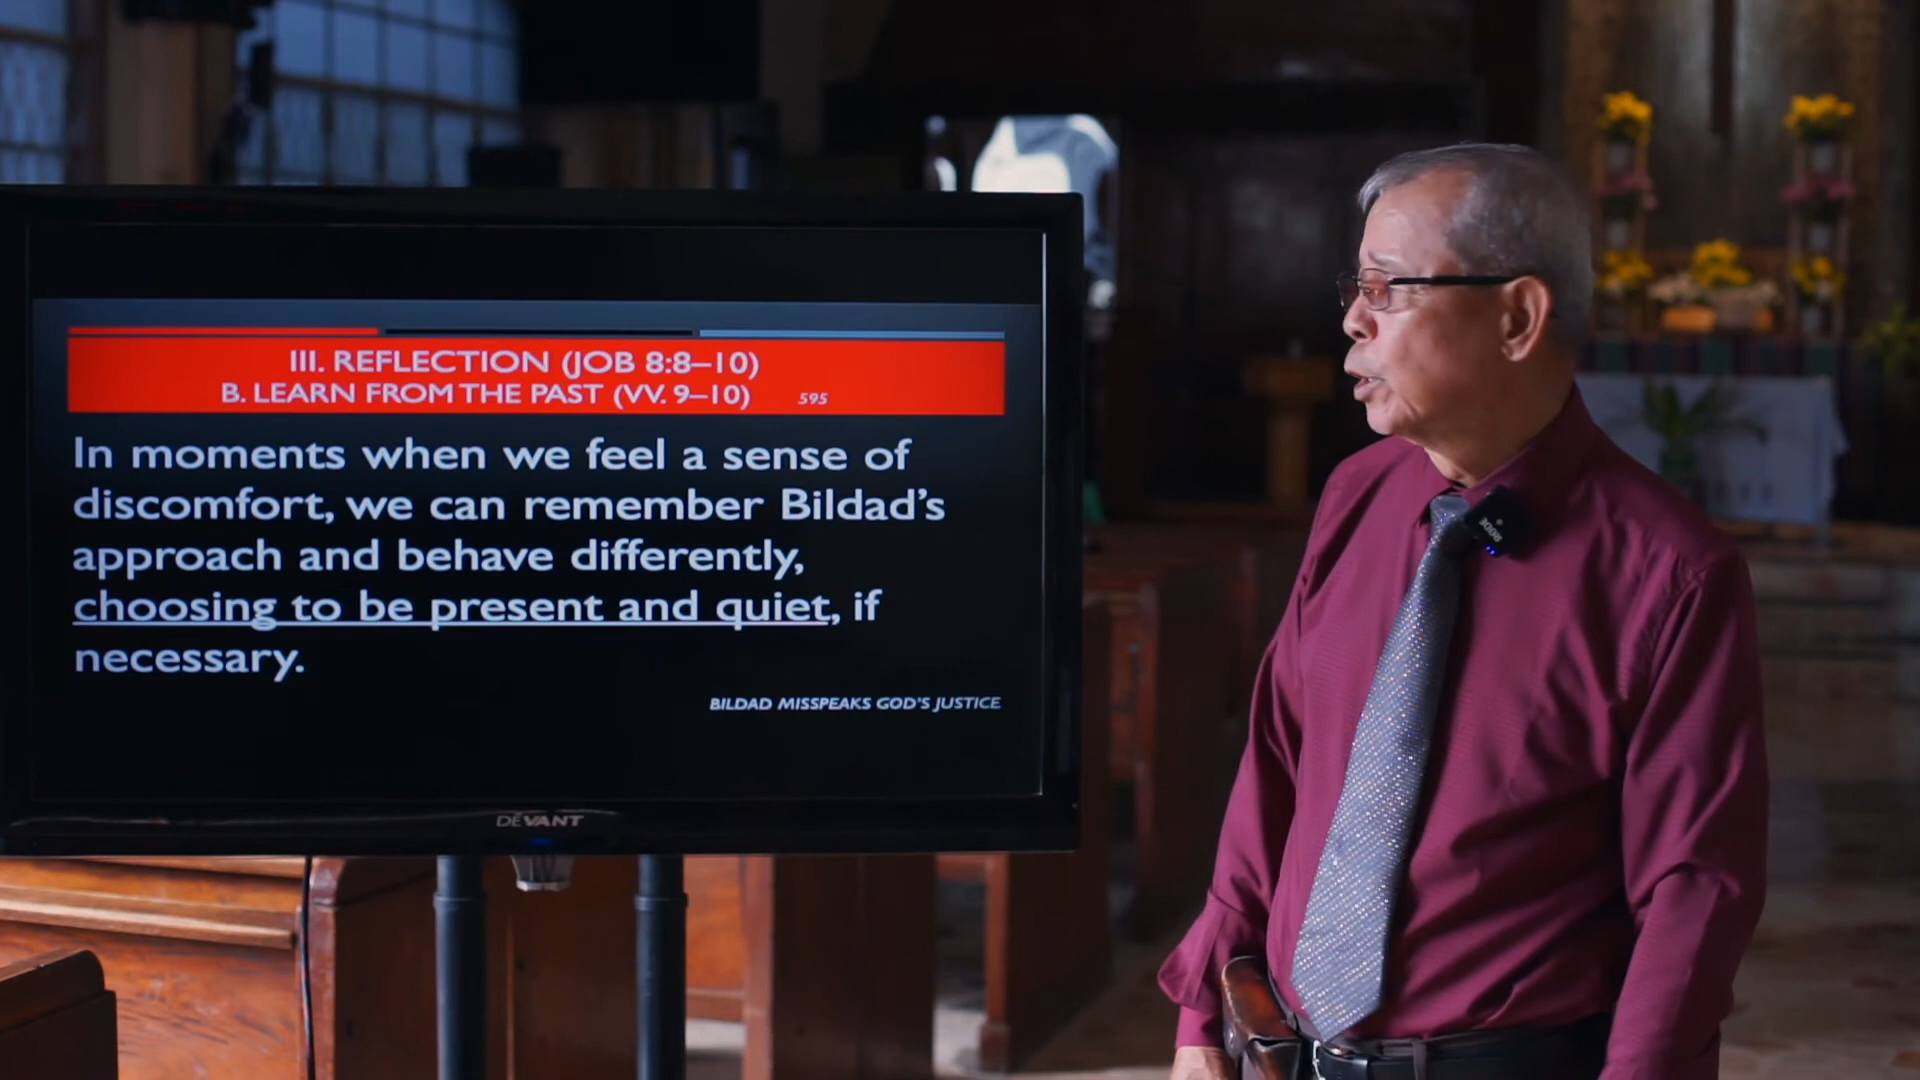 III. REFLECTION (JOB 8:8–10)
B. LEARN FROM THE PAST (VV. 9–10) 595
In moments when we feel a sense of
discomfort, we can remember Bildad’s
approach and behave differently,
choosing to be present and quiet, if
necessary.
BILDAD MISSPEAKS GOD’S JUSTICE
DEVANT
RODE